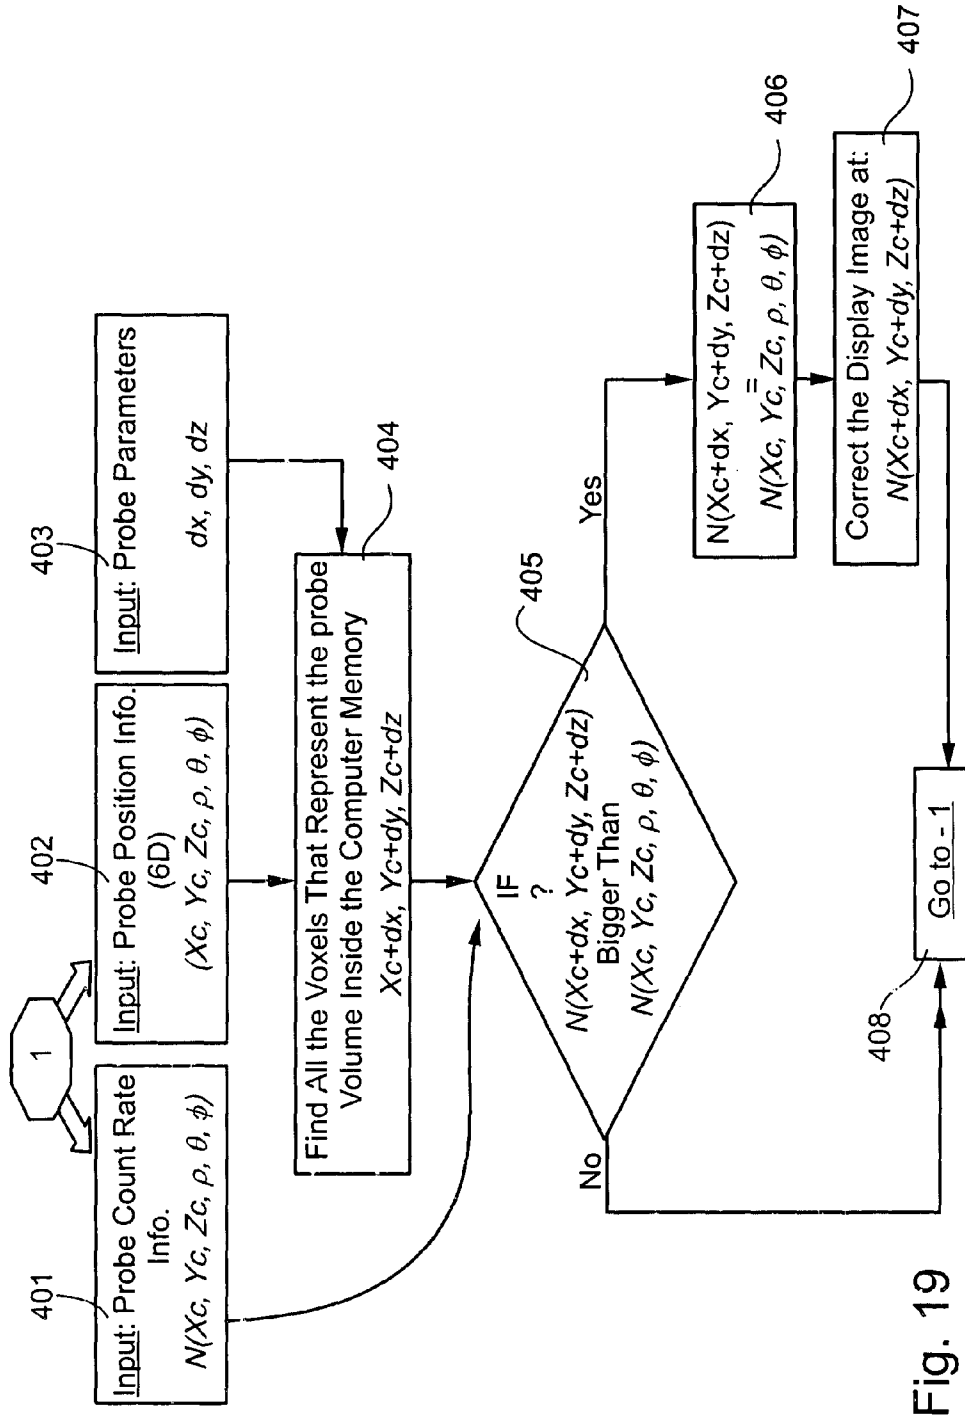 1
401
Input: Probe Count Rate
Info.
N(Xc, Yc, Zc, ρ, θ, ϕ)
402
Input: Probe Position Info.
(6D)
(Xc, Yc, Zc, ρ, θ, ϕ)
403
Input: Probe Parameters
dx, dy, dz
404
Find All the Voxels That Represent the probe
Volume Inside the Computer Memory
Xc+dx, Yc+dy, Zc+dz
405
IF
?
N(Xc+dx, Yc+dy, Zc+dz)
Bigger Than
N(Xc, Yc, Zc, ρ, θ, ϕ)
No
Yes
406
N(Xc+dx, Yc+dy, Zc+dz)
=
N(Xc, Yc, Zc, ρ, θ, ϕ)
407
Correct the Display Image at:
N(Xc+dx, Yc+dy, Zc+dz)
408
Go to - 1
Fig. 19